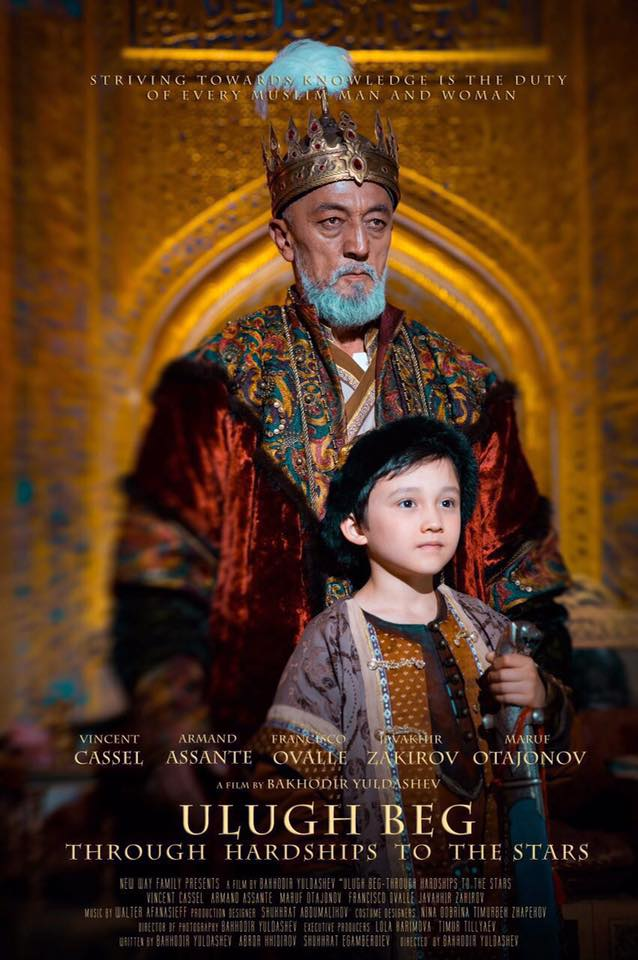 STRIVING TOWARDS KNOWLEDGE IS THE DUTY
OF EVERY MUSLIM MAN AND WOMAN
VINCENT CASSEL ARMAND ASSANTE FRANCISCO OVALLE JAVAKHIR ZAKIROV MARUF OTAJONOV
A FILM BY BAKHODIR YULDASHEV
ULUGH BEG
THROUGH HARDSHIPS TO THE STARS
NEW WAY FAMILY PRESENTS A FILM BY BAKHODIR YULDASHEV "ULUGH BEG-THROUGH HARDSHIPS TO THE STARS
VINCENT CASSEL ARMAND ASSANTE MARUF OTAJONOV FRANCISCO OVALLE JAVAKHIR ZAKIROV
MUSIC BY WALTER AFANASIEFF PRODUCTION DESIGNER SHUHRAT ABDUMALIKOV COSTUME DESIGNERS NINA DOBRINA TIMURBEK ZHAPEHOV
DIRECTOR OF PHOTOGRAPHY BAKHODIR YULDASHEV EXECUTIVE PRODUCERS LOLA KARIMOVA TIMUR TILLYAEV
WRITTEN BY BAKHODIR YULDASHEV ABROR HHIDIROV SHUHHRAT EGAMBERDIEV DIRECTED BY BAKHODIR YULDASHEV